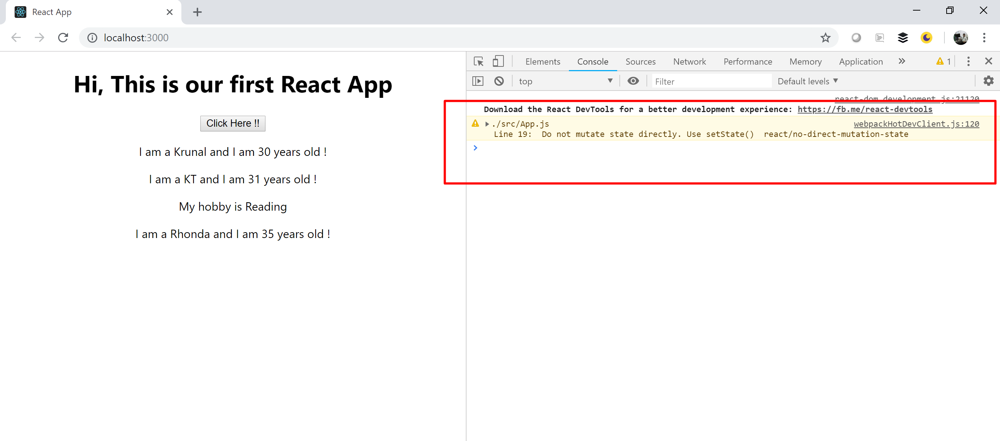 React App
localhost:3000
Hi, This is our first React App
Click Here !!
I am a Krunal and I am 30 years old !
I am a KT and I am 31 years old !
My hobby is Reading
I am a Rhonda and I am 35 years old !
Elements Console Sources Network Performance Memory Application » 1
top Filter Default levels
react-dom.development.js:21120
Download the React DevTools for a better development experience: https://fb.me/react-devtools
./src/App.js webpackHotDevClient.js:120
Line 19: Do not mutate state directly. Use setState() react/no-direct-mutation-state